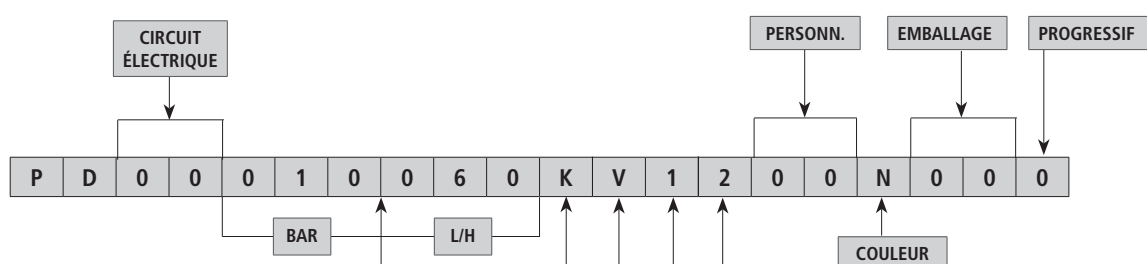 CIRCUIT
ÉLECTRIQUE
PERSONN.
EMBALLAGE
PROGRESSIF
P D 0 0 0 1 0 0 6 0 K V 1 2 0 0 N 0 0 0
BAR
L/H
COULEUR